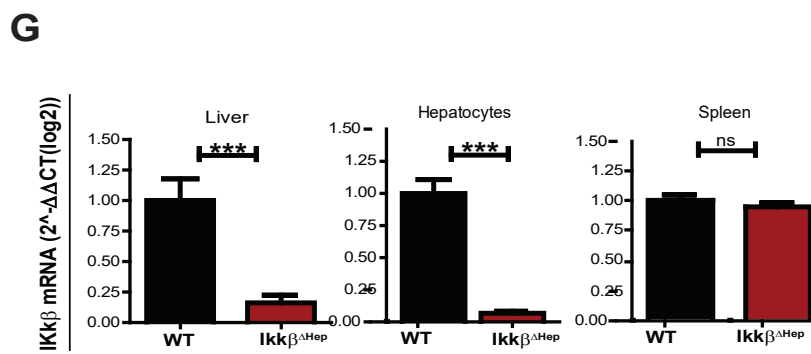 G
IKkβ mRNA (2^-ΔΔCT(log2))
Liver
***
1.50
1.25
1.00
0.75
0.50
0.25
0.00
WT
Ikkβ^ΔHep
Hepatocytes
***
1.50
1.25
1.00
0.75
0.50
0.25
0.00
WT
Ikkβ^ΔHep
Spleen
ns
1.50
1.25
1.00
0.75
0.50
0.25
0.00
WT
Ikkβ^ΔHep